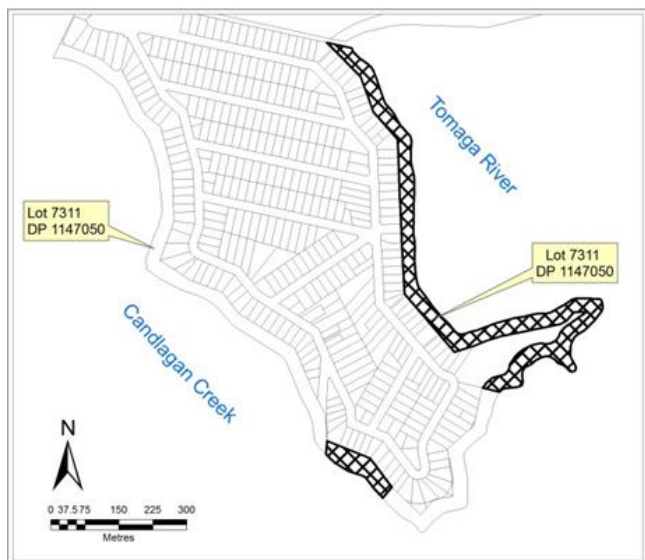 Tomaga River
Lot 7311
DP 1147050
Lot 7311
DP 1147050
Candlagan Creek
N
0 37.5 75 150 225 300
Metres